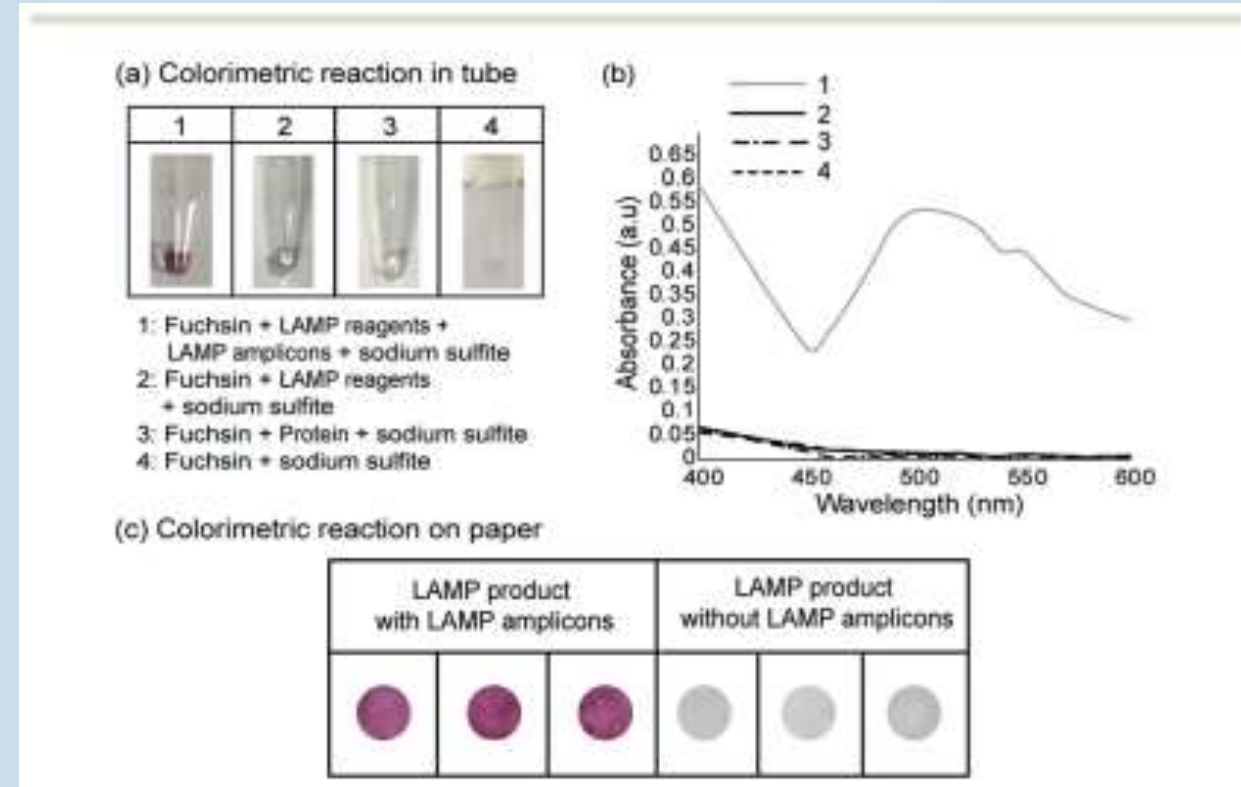 (a) Colorimetric reaction in tube
1 2 3 4
1: Fuchsin + LAMP reagents +
LAMP amplicons + sodium sulfite
2: Fuchsin + LAMP reagents
+ sodium sulfite
3: Fuchsin + Protein + sodium sulfite
4: Fuchsin + sodium sulfite
(b)
1
2
3
4
Absorbance (a.u)
0.65
0.6
0.55
0.5
0.45
0.4
0.35
0.3
0.25
0.2
0.15
0.1
0.05
0
400 450 500 550 600
Wavelength (nm)
(c) Colorimetric reaction on paper
LAMP product
with LAMP amplicons
LAMP product
without LAMP amplicons